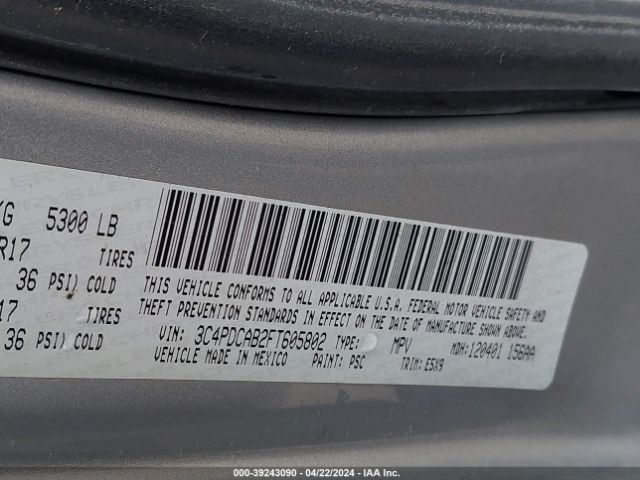 KG 5300 LB
R17 TIRES
36 PSI) COLD
17 TIRES
36 PSI) COLD
THIS VEHICLE CONFORMS TO ALL APPLICABLE U.S.A. FEDERAL MOTOR VEHICLE SAFETY AND
THEFT PREVENTION STANDARDS IN EFFECT ON THE DATE OF MANUFACTURE SHOWN ABOVE.
VIN: 3C4PDCAB2FT605802 TYPE: MPV MDH: 120401 156AA
VEHICLE MADE IN MEXICO PAINT: PSC TRIM: E5X9
000-39243090 - 04/22/2024 - IAA Inc.